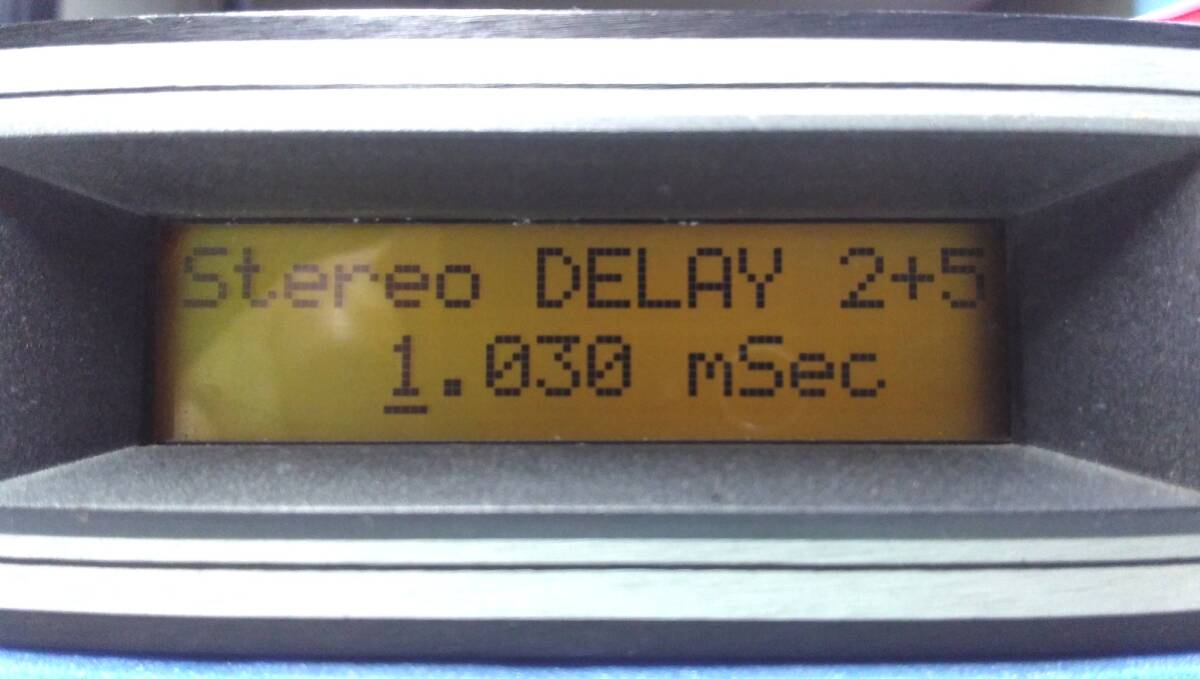 Stereo DELAY 2+5
1.030 mSec